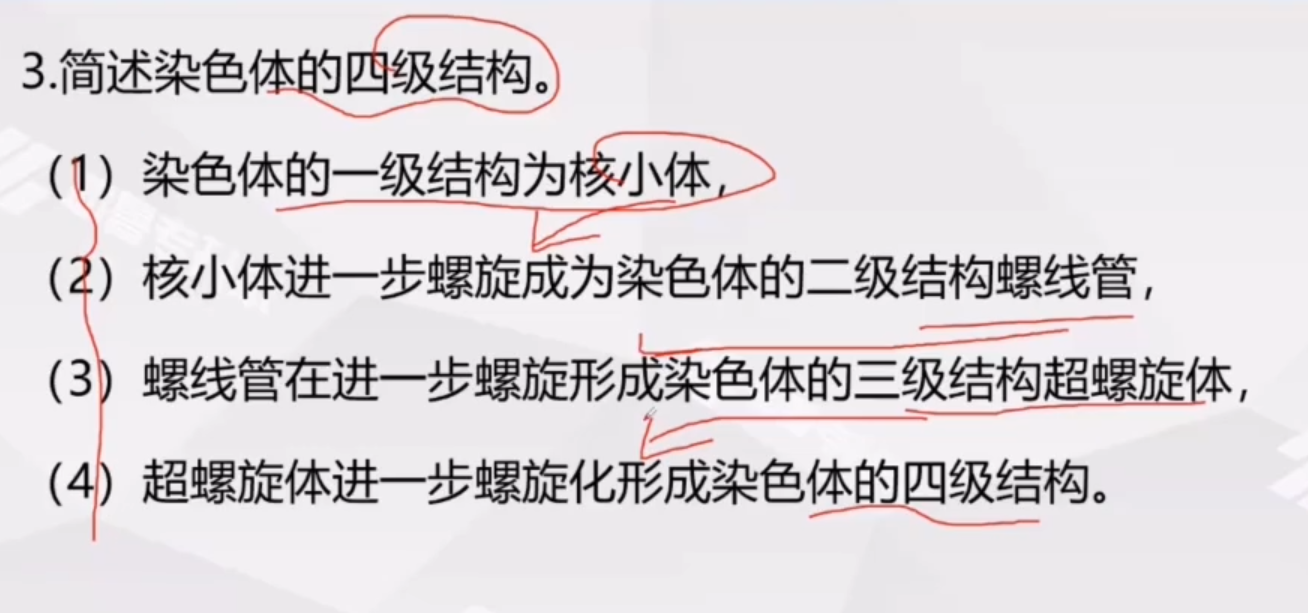 3.简述染色体的四级结构。
（1）染色体的一级结构为核小体，
（2）核小体进一步螺旋成为染色体的二级结构螺线管，
（3）螺线管在进一步螺旋形成染色体的三级结构超螺旋体，
（4）超螺旋体进一步螺旋化形成染色体的四级结构。